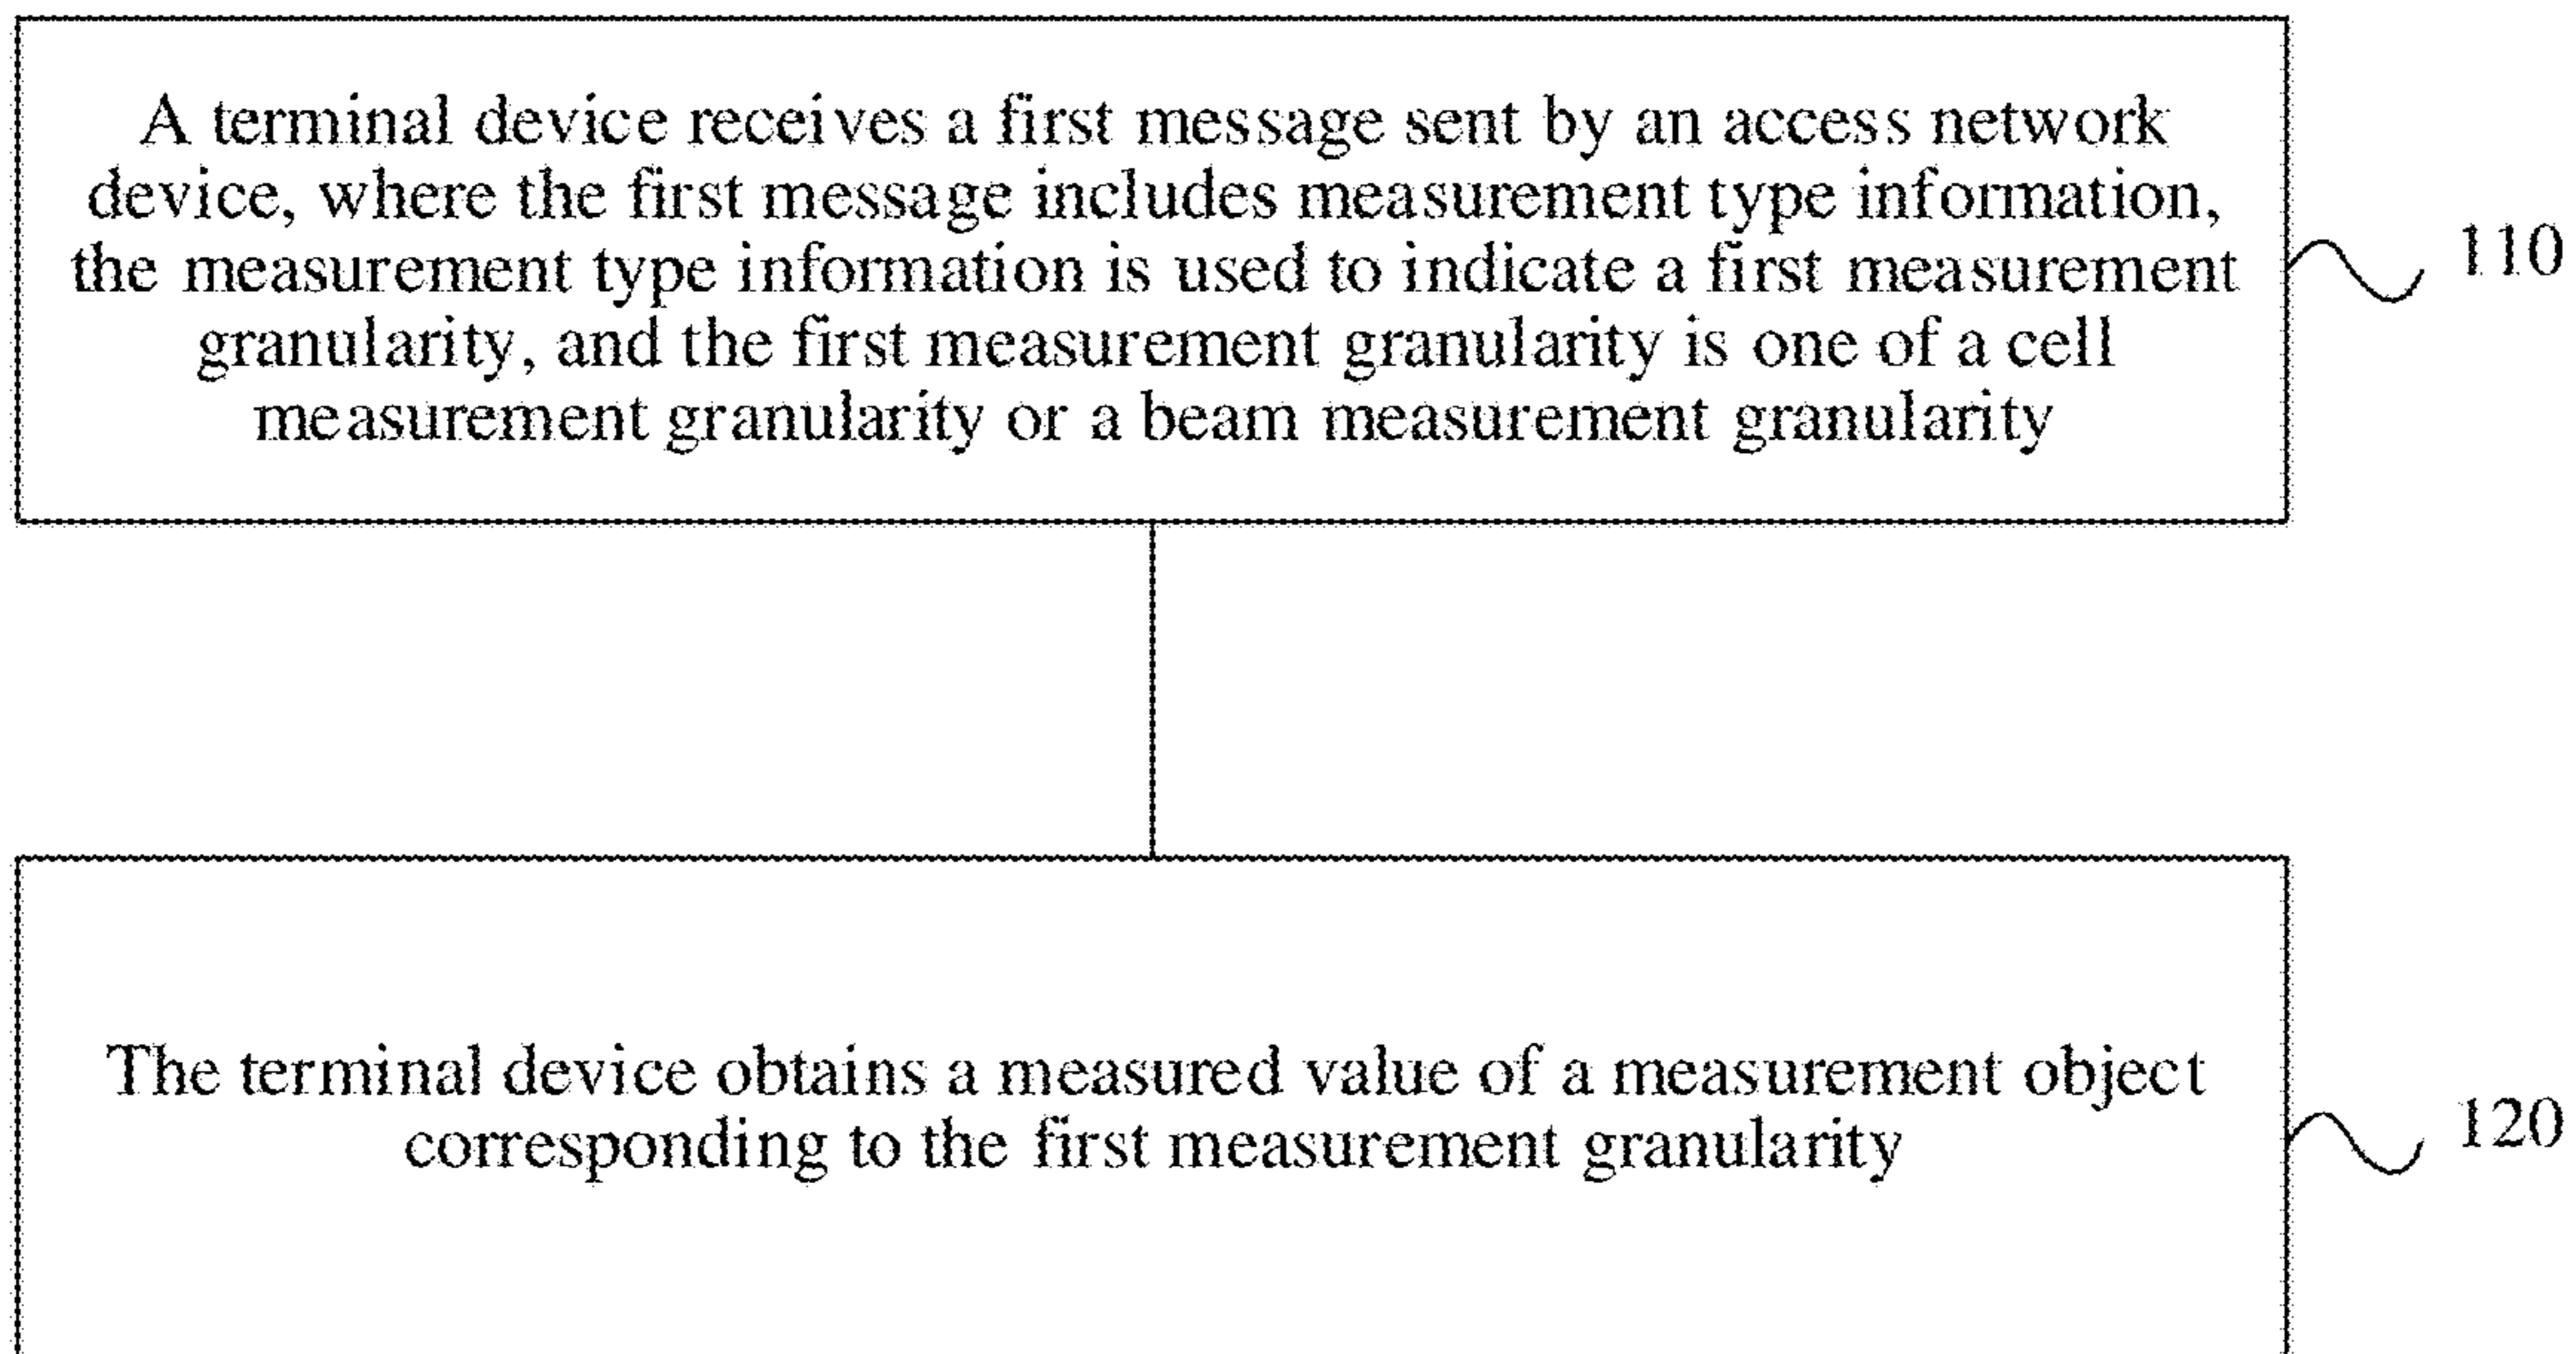 A terminal device receives a first message sent by an access network
device, where the first message includes measurement type information,
the measurement type information is used to indicate a first measurement
granularity, and the first measurement granularity is one of a cell
measurement granularity or a beam measurement granularity
110
The terminal device obtains a measured value of a measurement object
corresponding to the first measurement granularity
120